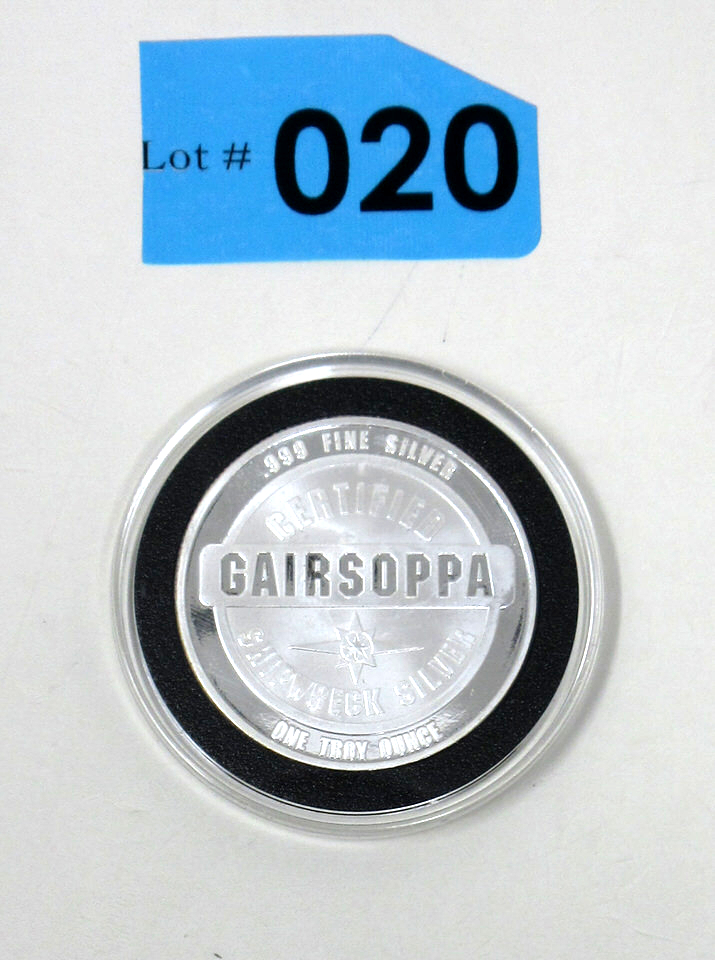 Lot # 020
.999 FINE SILVER
CERTIFIED
GAIRSOPPA
SHIPWRECK SILVER
ONE TROY OUNCE